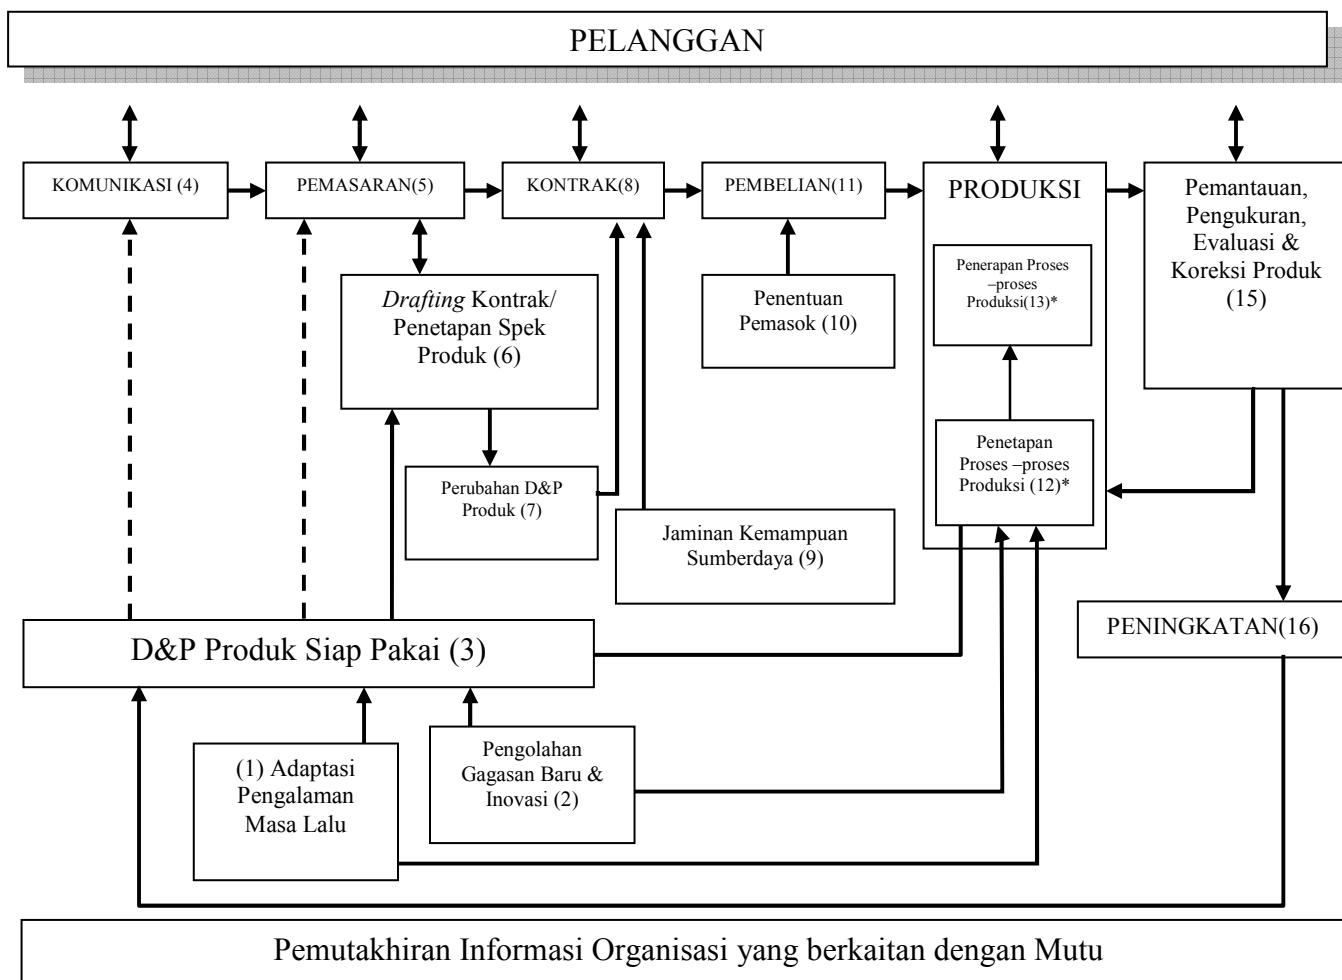 PELANGGAN
KOMUNIKASI (4)
PEMASARAN(5)
KONTRAK(8)
PEMBELIAN(11)
PRODUKSI
Penerapan Proses
–proses
Produksi(13)*
Penetapan
Proses –proses
Produksi (12)*
Pemantauan,
Pengukuran,
Evaluasi &
Koreksi Produk
(15)
Drafting Kontrak/
Penetapan Spek
Produk (6)
Penentuan
Pemasok (10)
Perubahan D&P
Produk (7)
Jaminan Kemampuan
Sumberdaya (9)
D&P Produk Siap Pakai (3)
PENINGKATAN(16)
(1) Adaptasi
Pengalaman
Masa Lalu
Pengolahan
Gagasan Baru &
Inovasi (2)
Pemutakhiran Informasi Organisasi yang berkaitan dengan Mutu